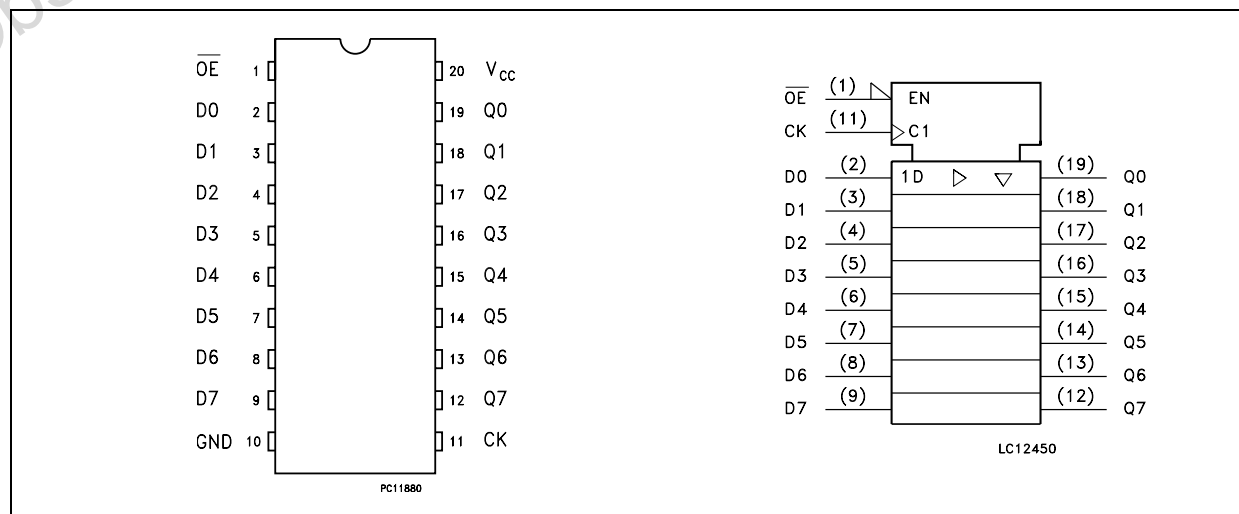 OE 1 20 VCC
D0 2 19 Q0
D1 3 18 Q1
D2 4 17 Q2
D3 5 16 Q3
D4 6 15 Q4
D5 7 14 Q5
D6 8 13 Q6
D7 9 12 Q7
GND 10 11 CK
PC11880
OE (1) EN
CK (11) C1
D0 (2) 1D (19) Q0
D1 (3) (18) Q1
D2 (4) (17) Q2
D3 (5) (16) Q3
D4 (6) (15) Q4
D5 (7) (14) Q5
D6 (8) (13) Q6
D7 (9) (12) Q7
LC12450